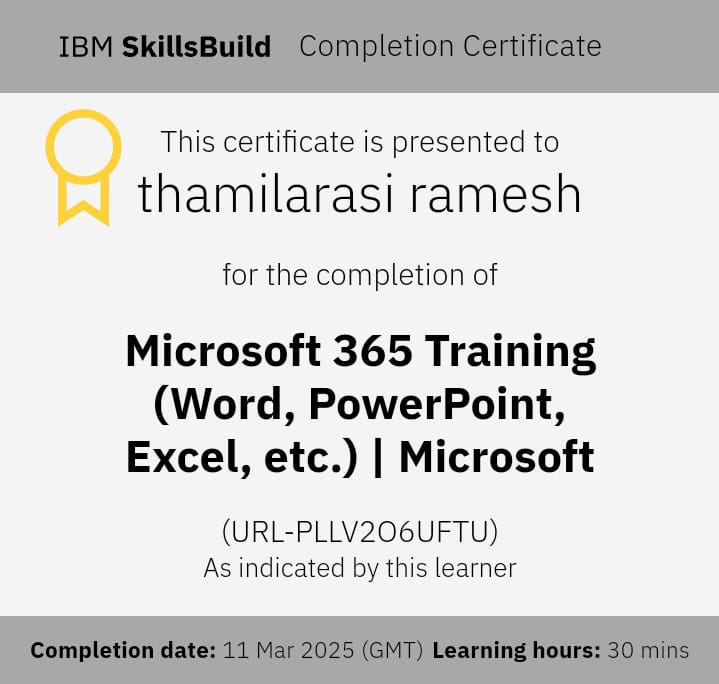 IBM SkillsBuild Completion Certificate
This certificate is presented to
thamilarasi ramesh
for the completion of
Microsoft 365 Training
(Word, PowerPoint,
Excel, etc.) | Microsoft
(URL-PLLV2O6UFTU)
As indicated by this learner
Completion date: 11 Mar 2025 (GMT) Learning hours: 30 mins